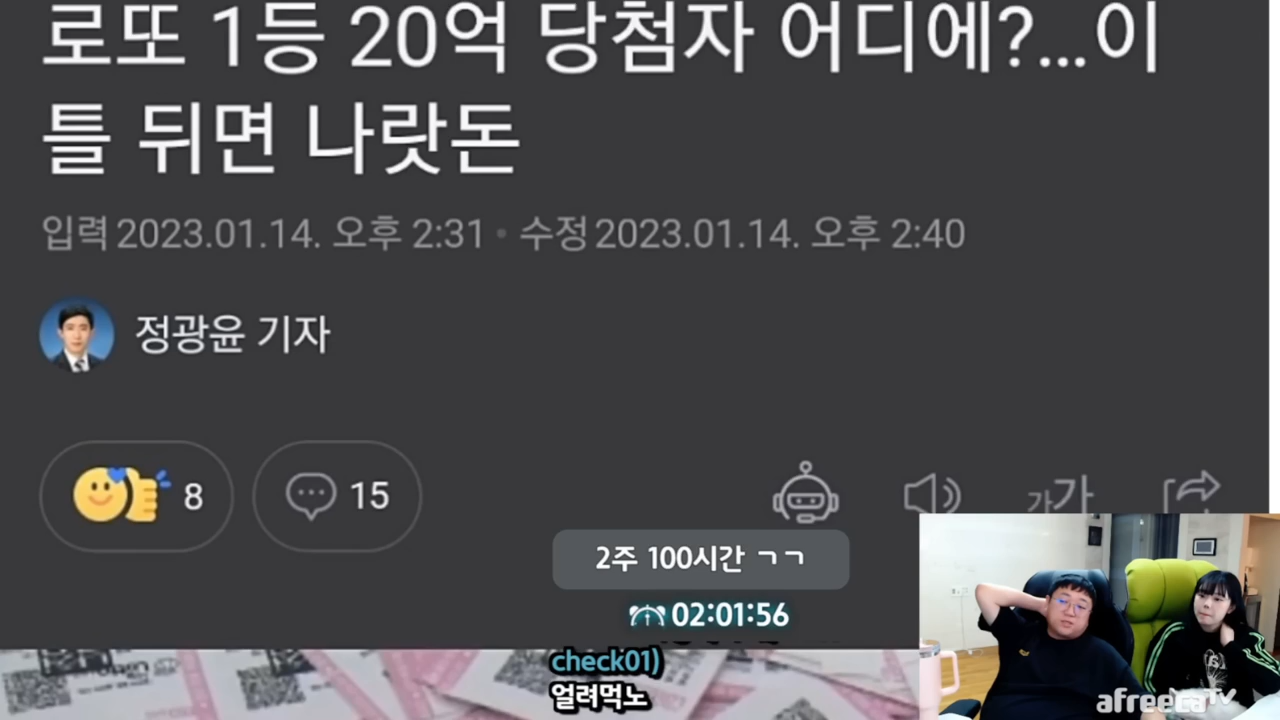 로또 1등 20억 당첨자 어디에?…이
틀 뒤면 나랏돈
입력 2023.01.14. 오후 2:31 · 수정 2023.01.14. 오후 2:40
정광윤 기자
8
15
가가
2주 100시간 ㄱㄱ
02:01:56
check01)
얼려먹노
afreecaTV